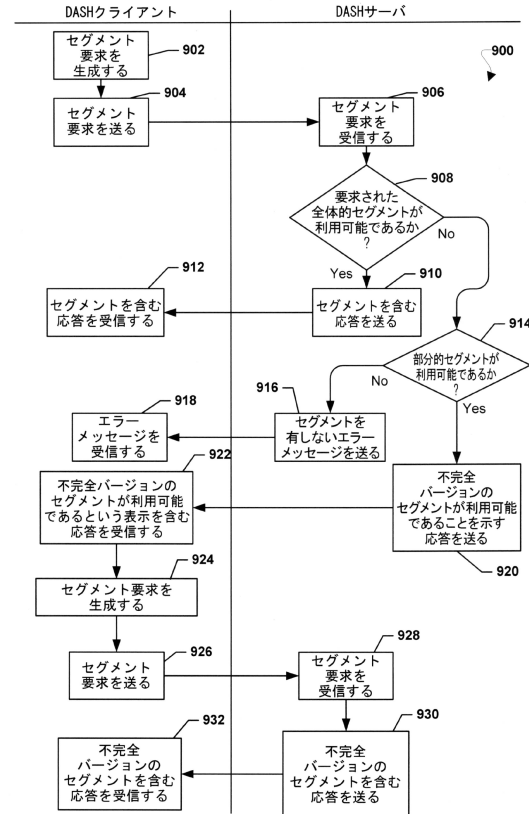 DASHクライアント
DASHサーバ
900
セグメント
要求を
生成する
902
904
セグメント
要求を送る
906
セグメント
要求を
受信する
908
要求された
全体的セグメントが
利用可能であるか
?
No
Yes
912
セグメントを含む
応答を受信する
910
セグメントを含む
応答を送る
914
部分的セグメントが
利用可能であるか
?
No
Yes
918
エラー
メッセージを
受信する
916
セグメントを
有しないエラー
メッセージを送る
922
不完全バージョンの
セグメントが利用可能
であるという表示を含む
応答を受信する
不完全
バージョンの
セグメントが利用可能
であることを示す
応答を送る
920
924
セグメント要求を
生成する
926
セグメント
要求を送る
928
セグメント
要求を
受信する
932
不完全
バージョンの
セグメントを含む
応答を受信する
930
不完全
バージョンの
セグメントを含む
応答を送る